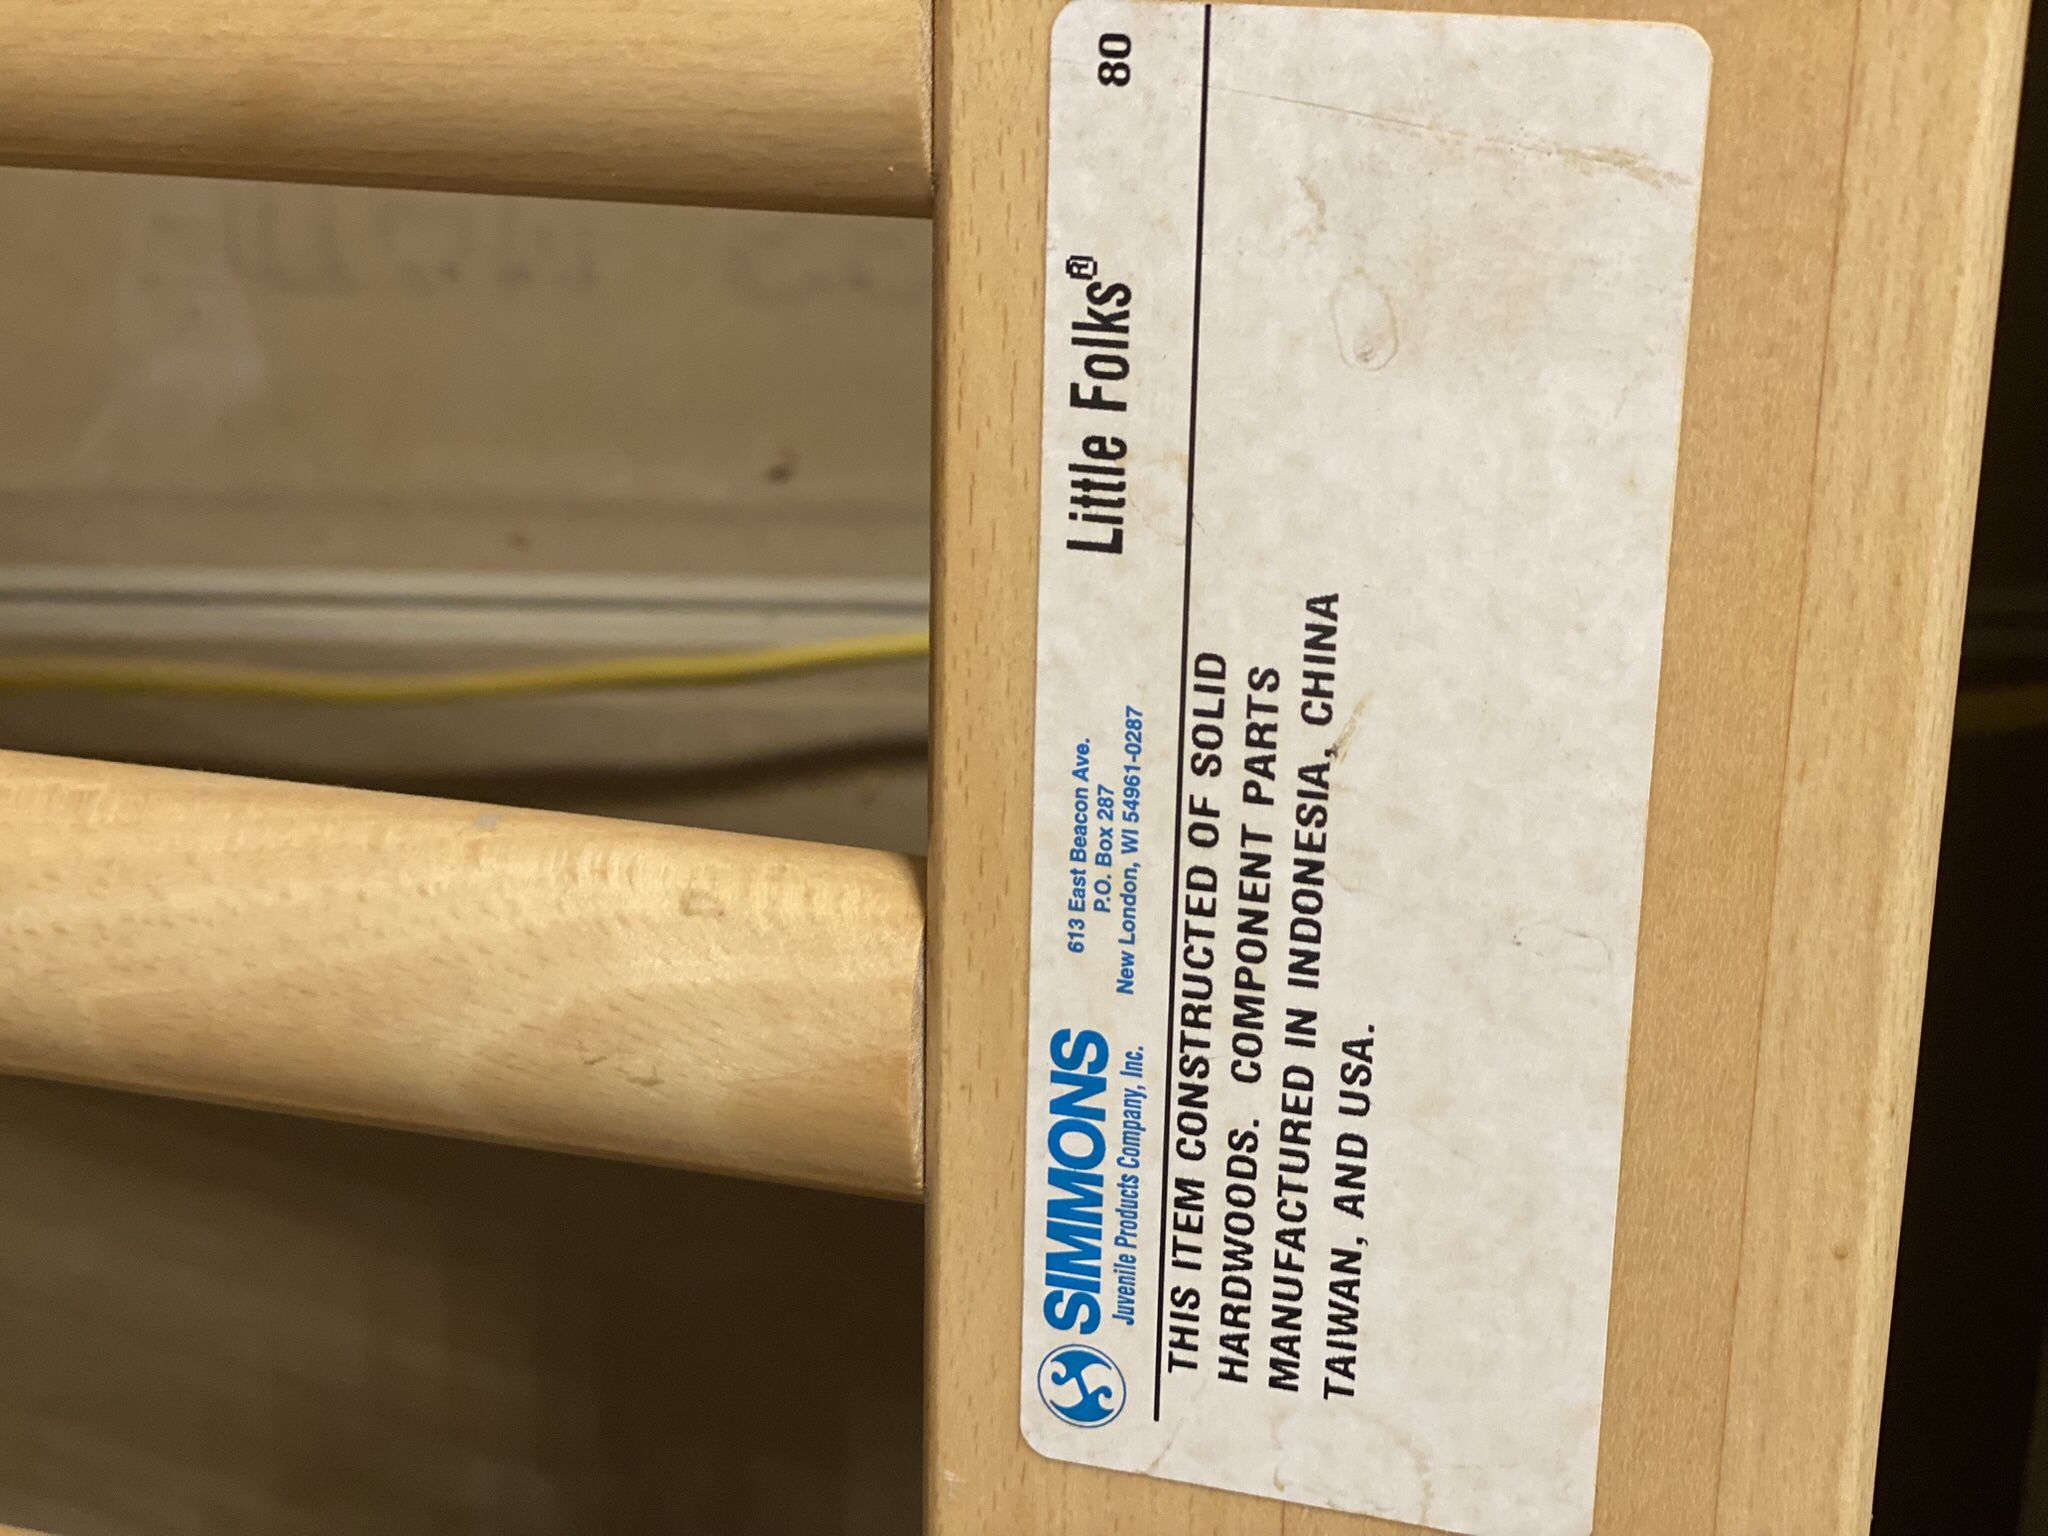 SIMMONS
Juvenile Products Company, Inc.
613 East Beacon Ave.
P.O. Box 287
New London, WI 54961-0287
Little Folks®
80
THIS ITEM CONSTRUCTED OF SOLID
HARDWOODS. COMPONENT PARTS
MANUFACTURED IN INDONESIA, CHINA
TAIWAN, AND USA.